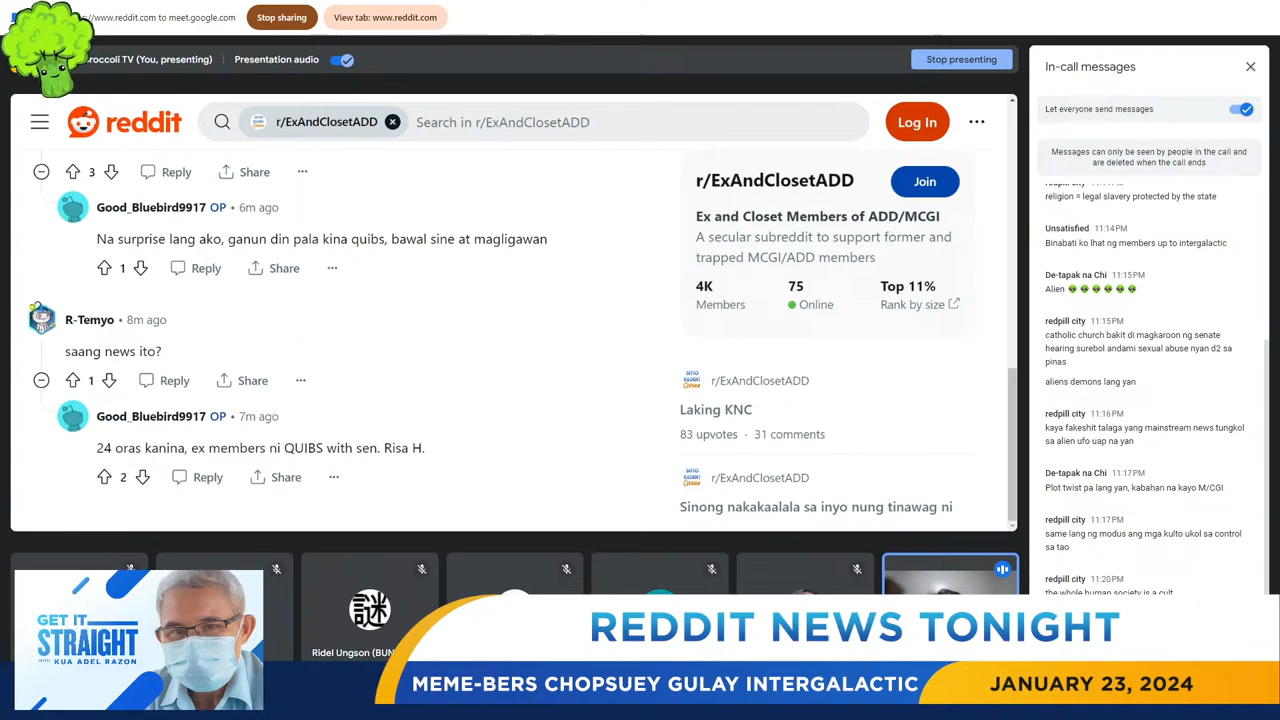 //www.reddit.com to meet.google.com
Stop sharing
View tab: www.reddit.com
roccoli TV (You, presenting)
Presentation audio
Stop presenting
reddit
r/ExAndClosetADD
Search in r/ExAndClosetADD
Log In
3
Reply
Share
Good_Bluebird9917 OP • 6m ago
Na surprise lang ako, ganun din pala kina quibs, bawal sine at magligawan
1
Reply
Share
R-Temyo • 8m ago
saang news ito?
1
Reply
Share
Good_Bluebird9917 OP • 7m ago
24 oras kanina, ex members ni QUIBS with sen. Risa H.
2
Reply
Share
r/ExAndClosetADD
Join
Ex and Closet Members of ADD/MCGI
A secular subreddit to support former and
trapped MCGI/ADD members
4K
75
Top 11%
Members
Online
Rank by size
r/ExAndClosetADD
Laking KNC
83 upvotes · 31 comments
r/ExAndClosetADD
Sinong nakakaalala sa inyo nung tinawag ni
In-call messages
Let everyone send messages
Messages can only be seen by people in the call and
are deleted when the call ends
religion = legal slavery protected by the
state
Unsatisfied 11:14PM
Binabati ko lhat ng members up to intergalactic
De-tapak na Chi 11:15PM
Alien 👽 👽 👽 👽 👽 👽
redpill city 11:15PM
catholic church bakit di magkaroon ng senate
hearing surebol andami sexual abuse nyan d2 sa
pinas
aliens demons lang yan
redpill city 11:16PM
kaya fakeshit talaga yang mainstream news tungkol
sa alien ufo uap na yan
De-tapak na Chi 11:17PM
Plot twist pa lang yan, kabahan na kayo M/CGI
redpill city 11:17PM
same lang ng modus ang mga kulto ukol sa control
sa tao
redpill city 11:20PM
the whole human society is a cult
謎
Ridel Ungson (BUN
GET IT
STRAIGHT
WITH KUA ADEL RAZON
REDDIT NEWS TONIGHT
MEME-BERS CHOPSUEY GULAY INTERGALACTIC
JANUARY 23, 2024